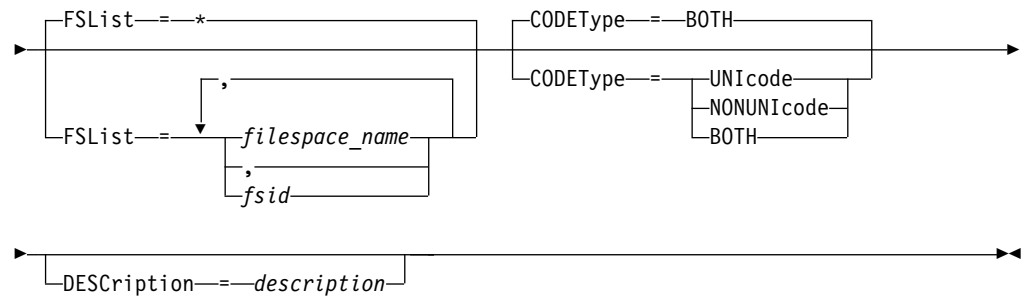 FSList = * CODEType = BOTH
CODEType = UNIcode
, NONUNIcode
FSList = filespace_name BOTH
,
fsid
DESCription = description